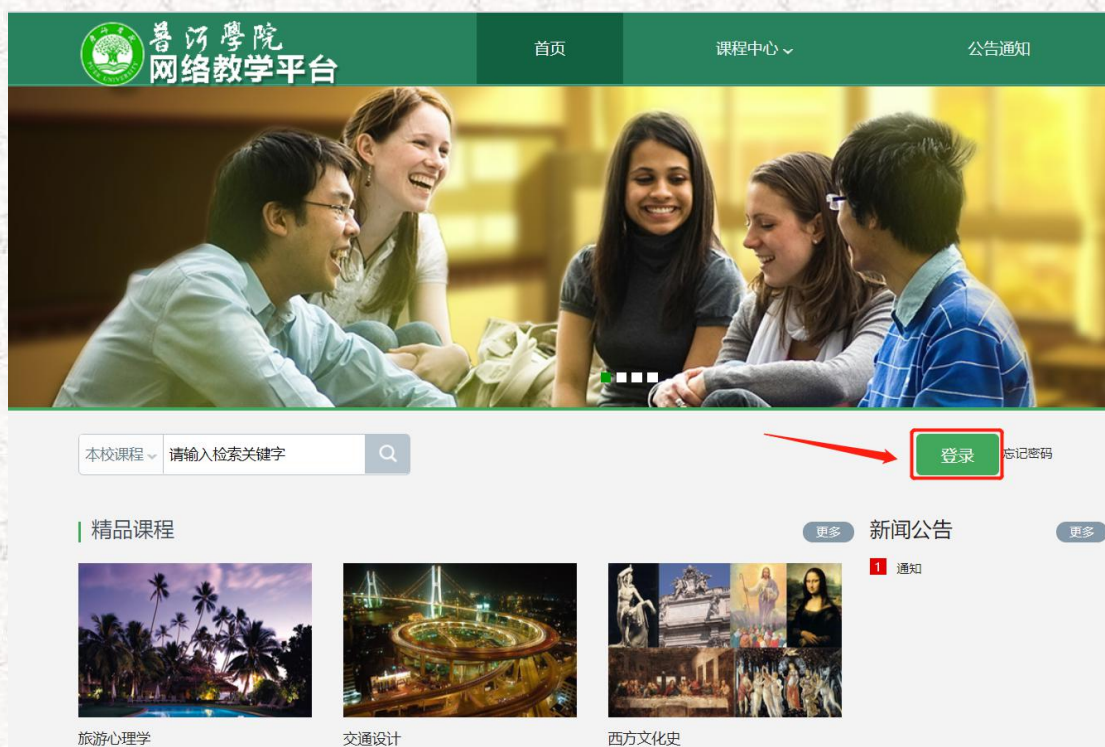 普洱學院
网络教学平台
首页 课程中心 公告通知
本校课程 请输入检索关键字
登录 忘记密码
精品课程 更多 新闻公告 更多
1 通知
旅游心理学 交通设计 西方文化史